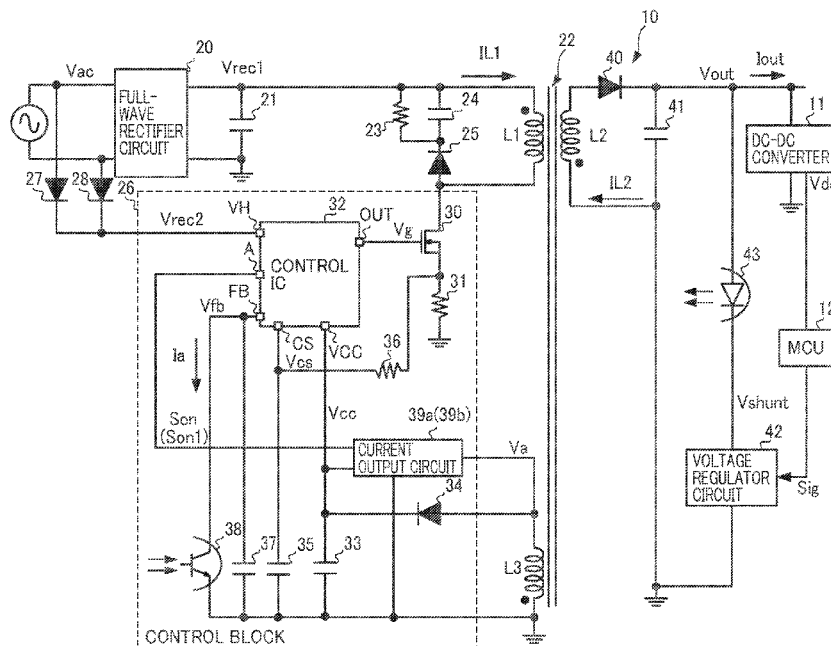 10
20
22
IL1
40
Iout
Vac
Vrec1
Vout
FULL-
WAVE
RECTIFIER
CIRCUIT
21
23
24
25
L1
L2
41
11
DC-DC
CONVERTER
IL2
27
28
26
VH
32
OUT
30
Vrec2
Vg
A
CONTROL
IC
43
FB
31
Vfb
CS
VCC
36
12
MCU
Ia
Vcs
Vcc
39a(39b)
Vshunt
Son
(Son1)
CURRENT
OUTPUT CIRCUIT
Va
42
VOLTAGE
REGULATOR
CIRCUIT
34
Sig
38
37
35
33
L3
CONTROL BLOCK